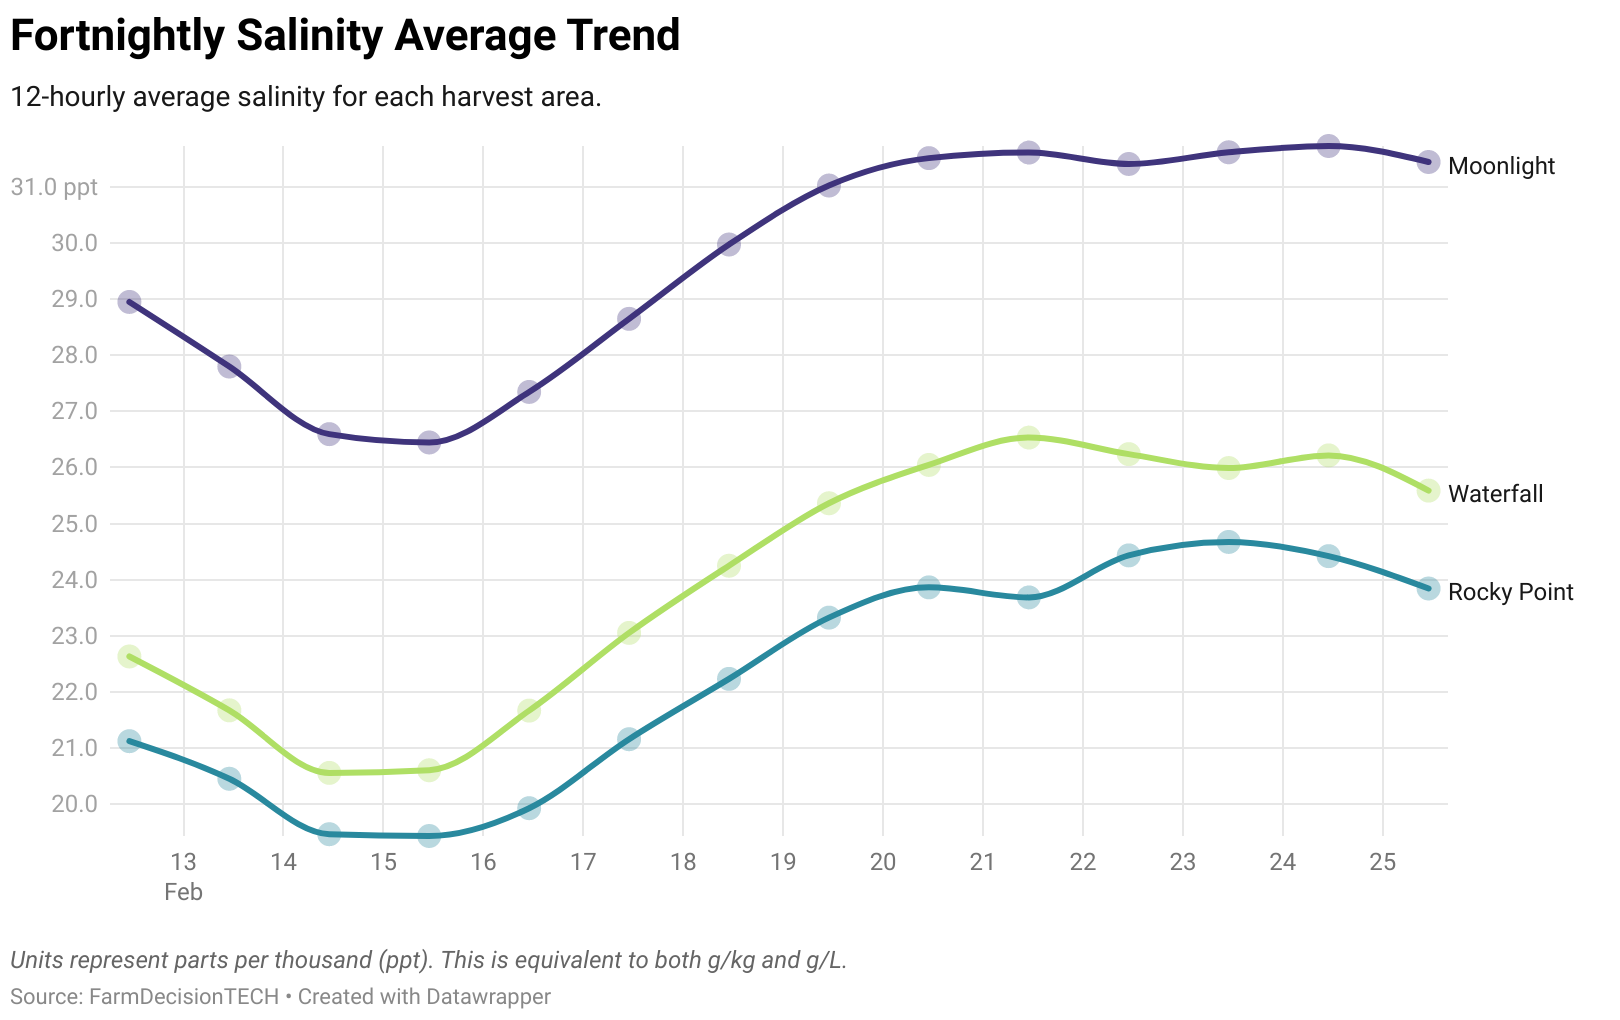 Fortnightly Salinity Average Trend
12-hourly average salinity for each harvest area.
31.0 ppt
30.0
29.0
28.0
27.0
26.0
25.0
24.0
23.0
22.0
21.0
20.0
Moonlight
Waterfall
Rocky Point
13 14 15 16 17 18 19 20 21 22 23 24 25
Feb
Units represent parts per thousand (ppt). This is equivalent to both g/kg and g/L.
Source: FarmDecisionTECH • Created with Datawrapper